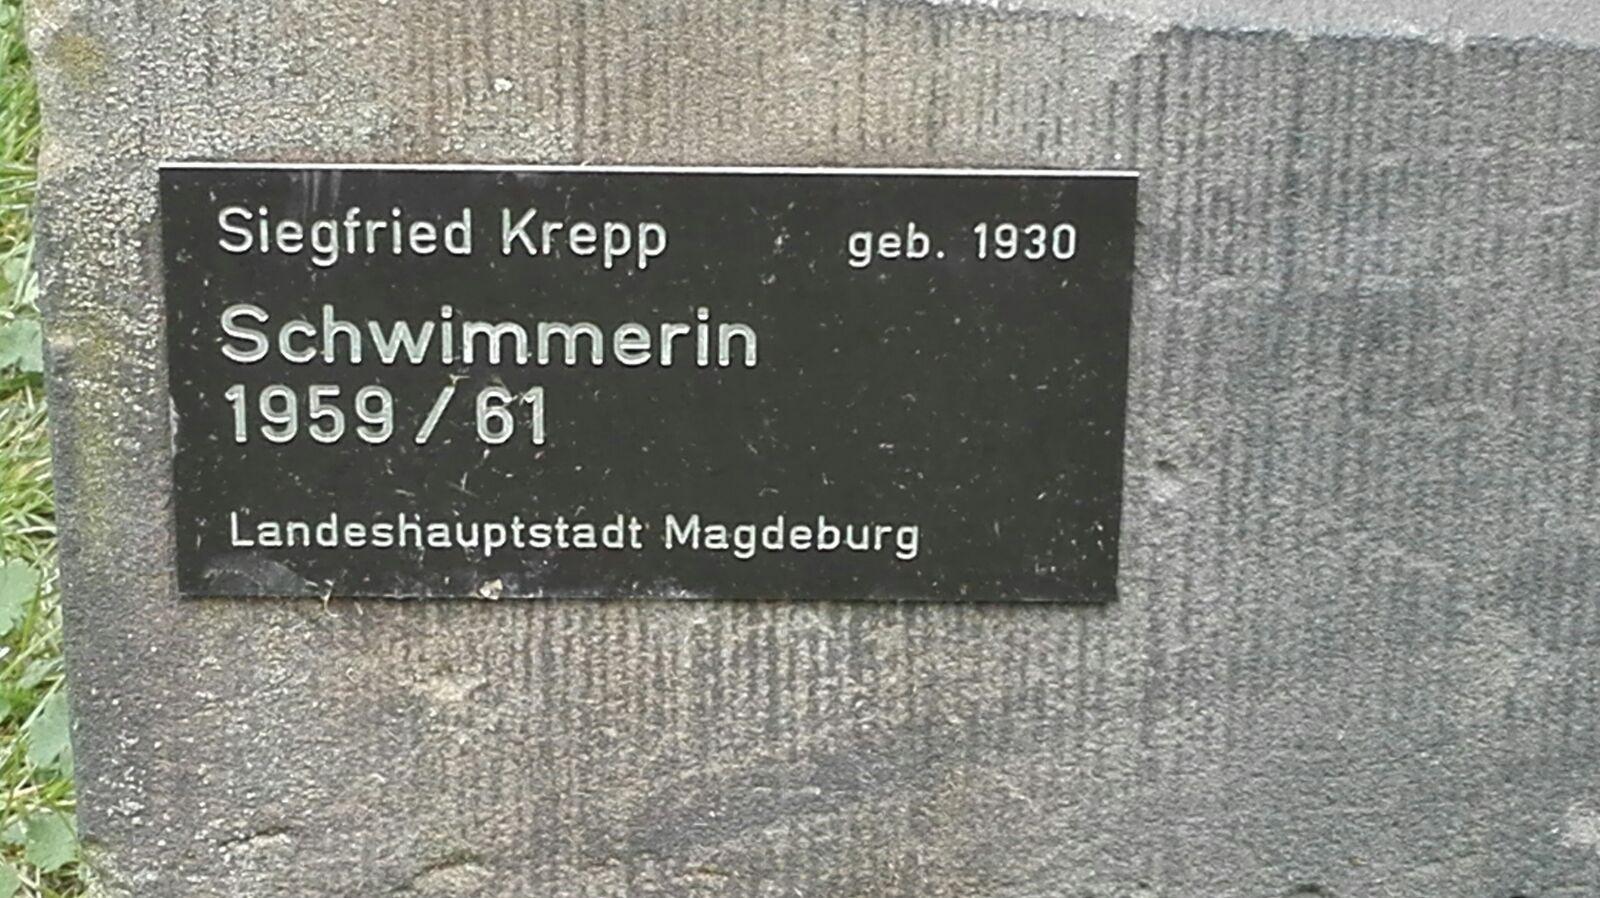 Siegfried Krepp geb. 1930
Schwimmerin
1959 / 61
Landeshauptstadt Magdeburg